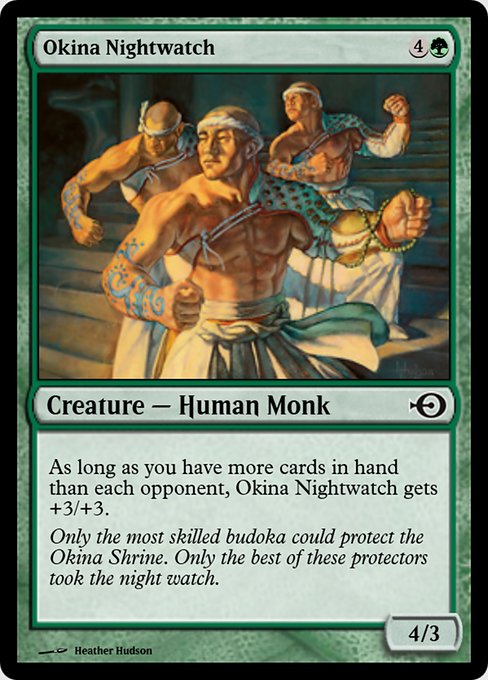 Okina Nightwatch 4
Creature — Human Monk
As long as you have more cards in hand
than each opponent, Okina Nightwatch gets
+3/+3.
Only the most skilled budoka could protect the
Okina Shrine. Only the best of these protectors
took the night watch.
4/3
Heather Hudson